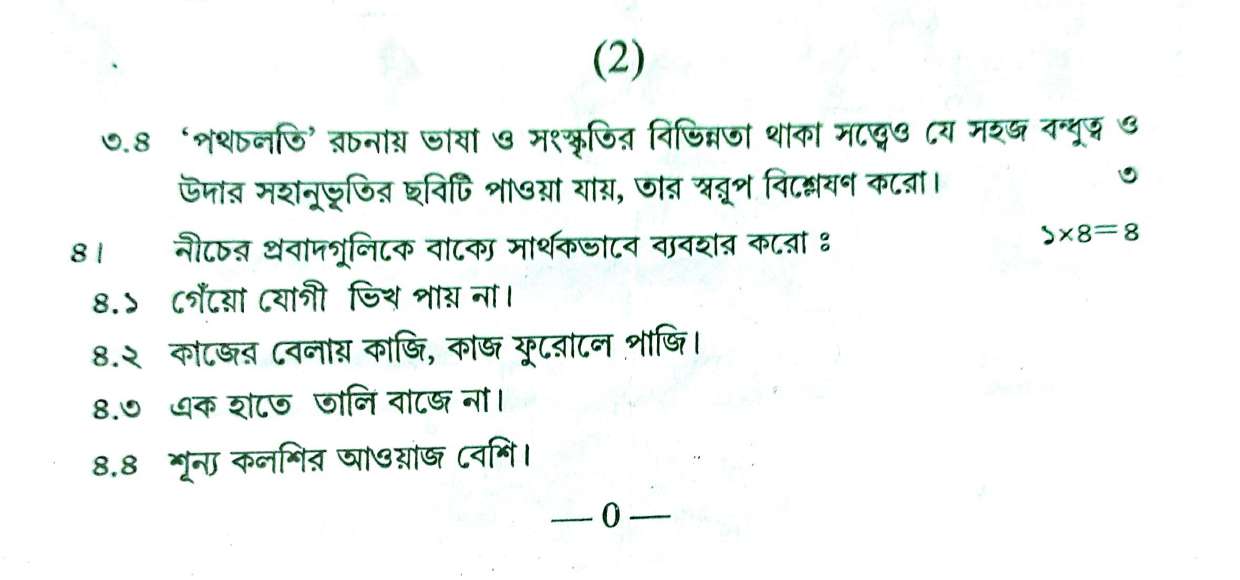 (2)
৩.৪ ‘পথচলতি’ রচনায় ভাষা ও সংস্কৃতির বিভিন্নতা থাকা সত্ত্বেও যে সহজ বন্ধুত্ব ও
উদার সহানুভূতির ছবিটি পাওয়া যায়, তার স্বরূপ বিশ্লেষণ করো। ৩
৪। নীচের প্রবাদগুলিকে বাক্যে সার্থকভাবে ব্যবহার করো ঃ ১×৪=৪
৪.১ গেঁয়ো যোগী ভিখ পায় না।
৪.২ কাজের বেলায় কাজি, কাজ ফুরোলে পাজি।
৪.৩ এক হাতে তালি বাজে না।
৪.৪ শূন্য কলশির আওয়াজ বেশি।
— 0 —